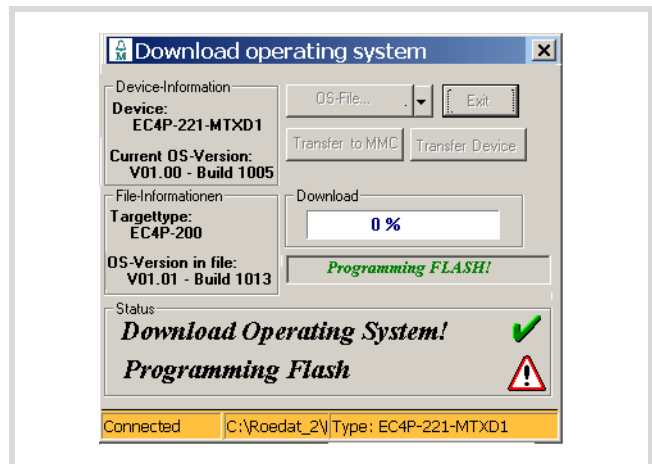 Download operating system
Device-Information
Device:
EC4P-221-MTXD1
Current OS-Version:
V01.00 - Build 1005
OS-File...
Exit
Transfer to MMC
Transfer Device
File-Informationen
Targettype:
EC4P-200
OS-Version in file:
V01.01 - Build 1013
Download
0 %
Programming FLASH!
Status
Download Operating System!
Programming Flash
Connected
C:\Roedat_2\
Type: EC4P-221-MTXD1